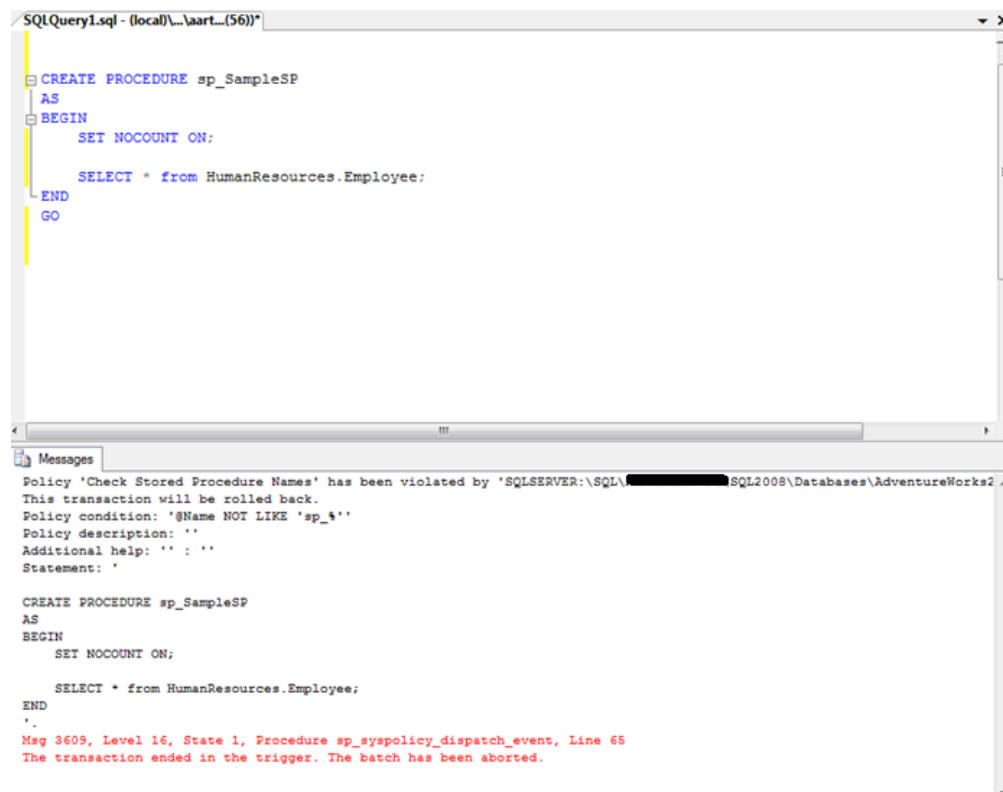 SQLQuery1.sql - (local)\...\aart...(56))*
CREATE PROCEDURE sp_SampleSP
AS
BEGIN
SET NOCOUNT ON;
SELECT * from HumanResources.Employee;
END
GO
Messages
Policy 'Check Stored Procedure Names' has been violated by 'SQLSERVER:\SQL\ SQL2008\Databases\AdventureWorks2
This transaction will be rolled back.
Policy condition: '@Name NOT LIKE 'sp_%''
Policy description: ''
Additional help: '' : ''
Statement: '
CREATE PROCEDURE sp_SampleSP
AS
BEGIN
SET NOCOUNT ON;
SELECT * from HumanResources.Employee;
END
'.
Msg 3609, Level 16, State 1, Procedure sp_syspolicy_dispatch_event, Line 65
The transaction ended in the trigger. The batch has been aborted.